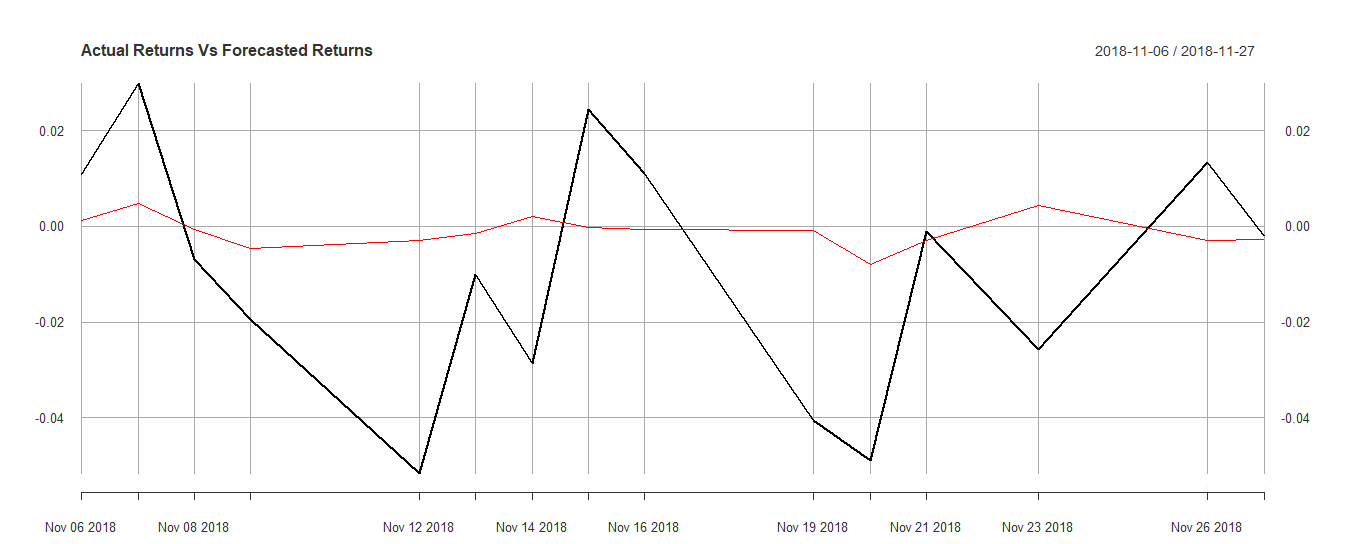 Actual Returns Vs Forecasted Returns 2018-11-06 / 2018-11-27
0.02 0.02
0.00 0.00
-0.02 -0.02
-0.04 -0.04
Nov 06 2018 Nov 08 2018 Nov 12 2018 Nov 14 2018 Nov 16 2018 Nov 19 2018 Nov 21 2018 Nov 23 2018 Nov 26 2018